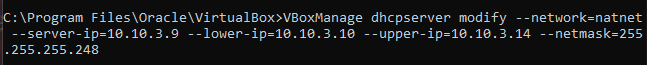 C:\Program Files\Oracle\VirtualBox>VBoxManage dhcpserver modify --network=natnet
 --server-ip=10.10.3.9 --lower-ip=10.10.3.10 --upper-ip=10.10.3.14 --netmask=255
.255.255.248